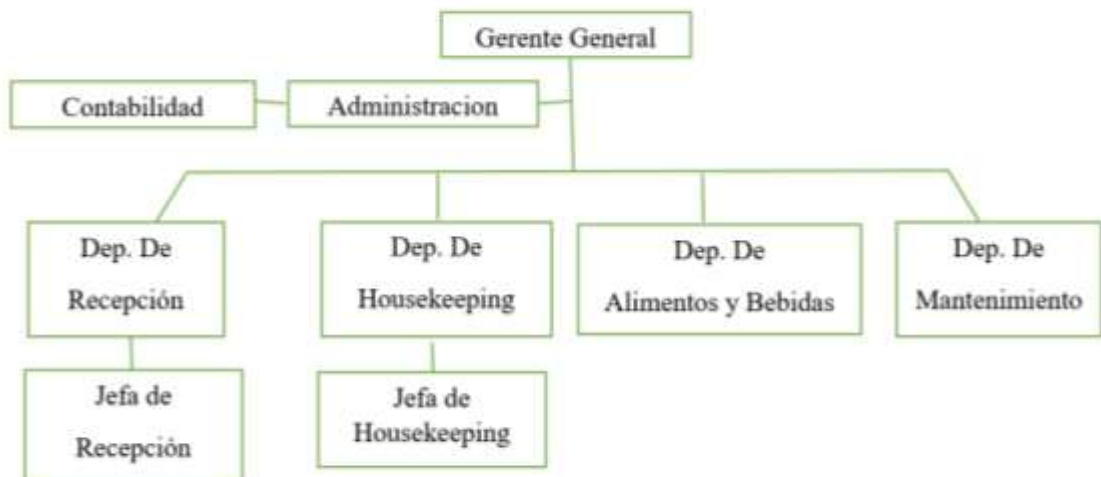 Gerente General
Contabilidad
Administracion
Dep. De
Recepción
Dep. De
Housekeeping
Dep. De
Alimentos y Bebidas
Dep. De
Mantenimiento
Jefa de
Recepción
Jefa de
Housekeeping